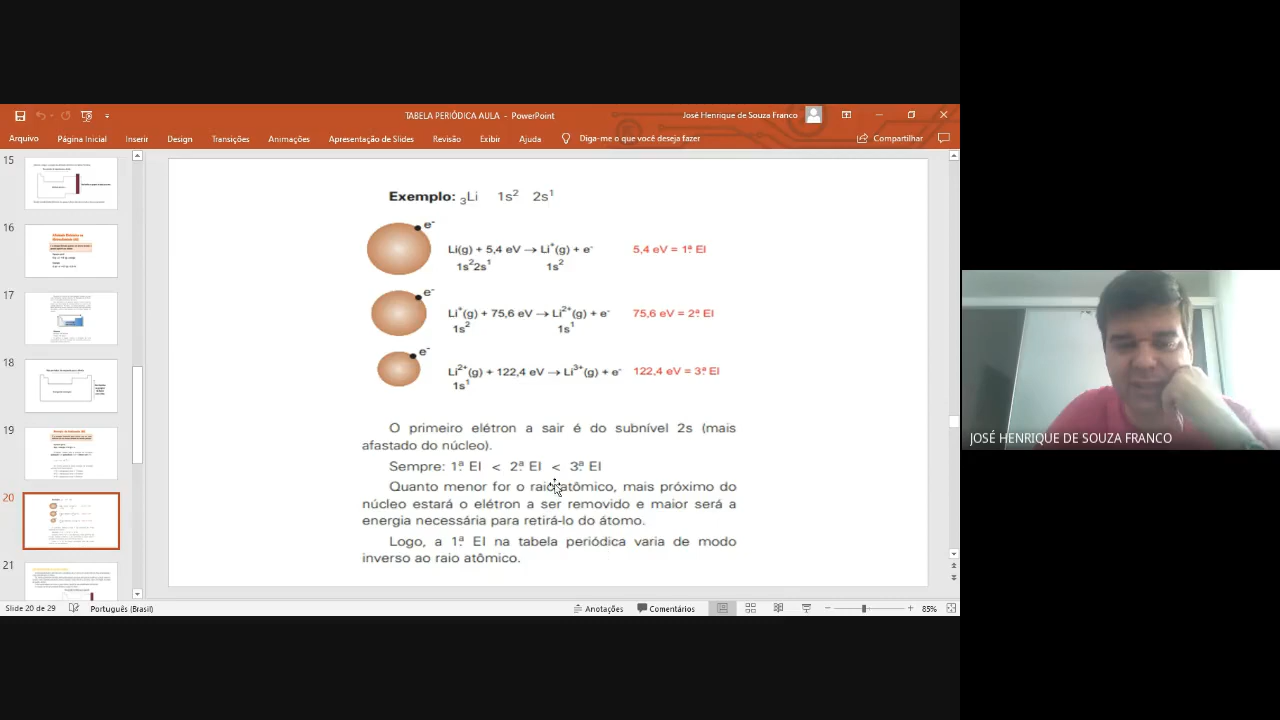 TABELA PERIÓDICA AULA - PowerPoint
José Henrique de Souza Franco
Arquivo Página Inicial Inserir Design Transições Animações Apresentação de Slides Revisão Exibir Ajuda Diga-me o que você deseja fazer Compartilhar
15
16
17
18
19
20
21
Exemplo: ₃Li 1s² 2s¹
e⁻
Li(g) + 5,4 eV → Li⁺(g) + e⁻ 5,4 eV = 1ª EI
1s²2s¹ 1s²
e⁻
Li⁺(g) + 75,6 eV → Li²⁺(g) + e⁻ 75,6 eV = 2ª EI
1s² 1s¹
e⁻
Li²⁺(g) + 122,4 eV → Li³⁺(g) + e⁻ 122,4 eV = 3ª EI
1s¹
O primeiro elétron a sair é do subnível 2s (mais
afastado do núcleo).
Sempre: 1ª EI < 2ª EI < 3ª EI
Quanto menor for o raio atômico, mais próximo do
núcleo estará o elétron a ser removido e maior será a
energia necessária para retirá-lo do átomo.
Logo, a 1ª EI na tabela periódica varia de modo
inverso ao raio atômico.
JOSÉ HENRIQUE DE SOUZA FRANCO
Slide 20 de 29 Português (Brasil) Anotações Comentários 85%